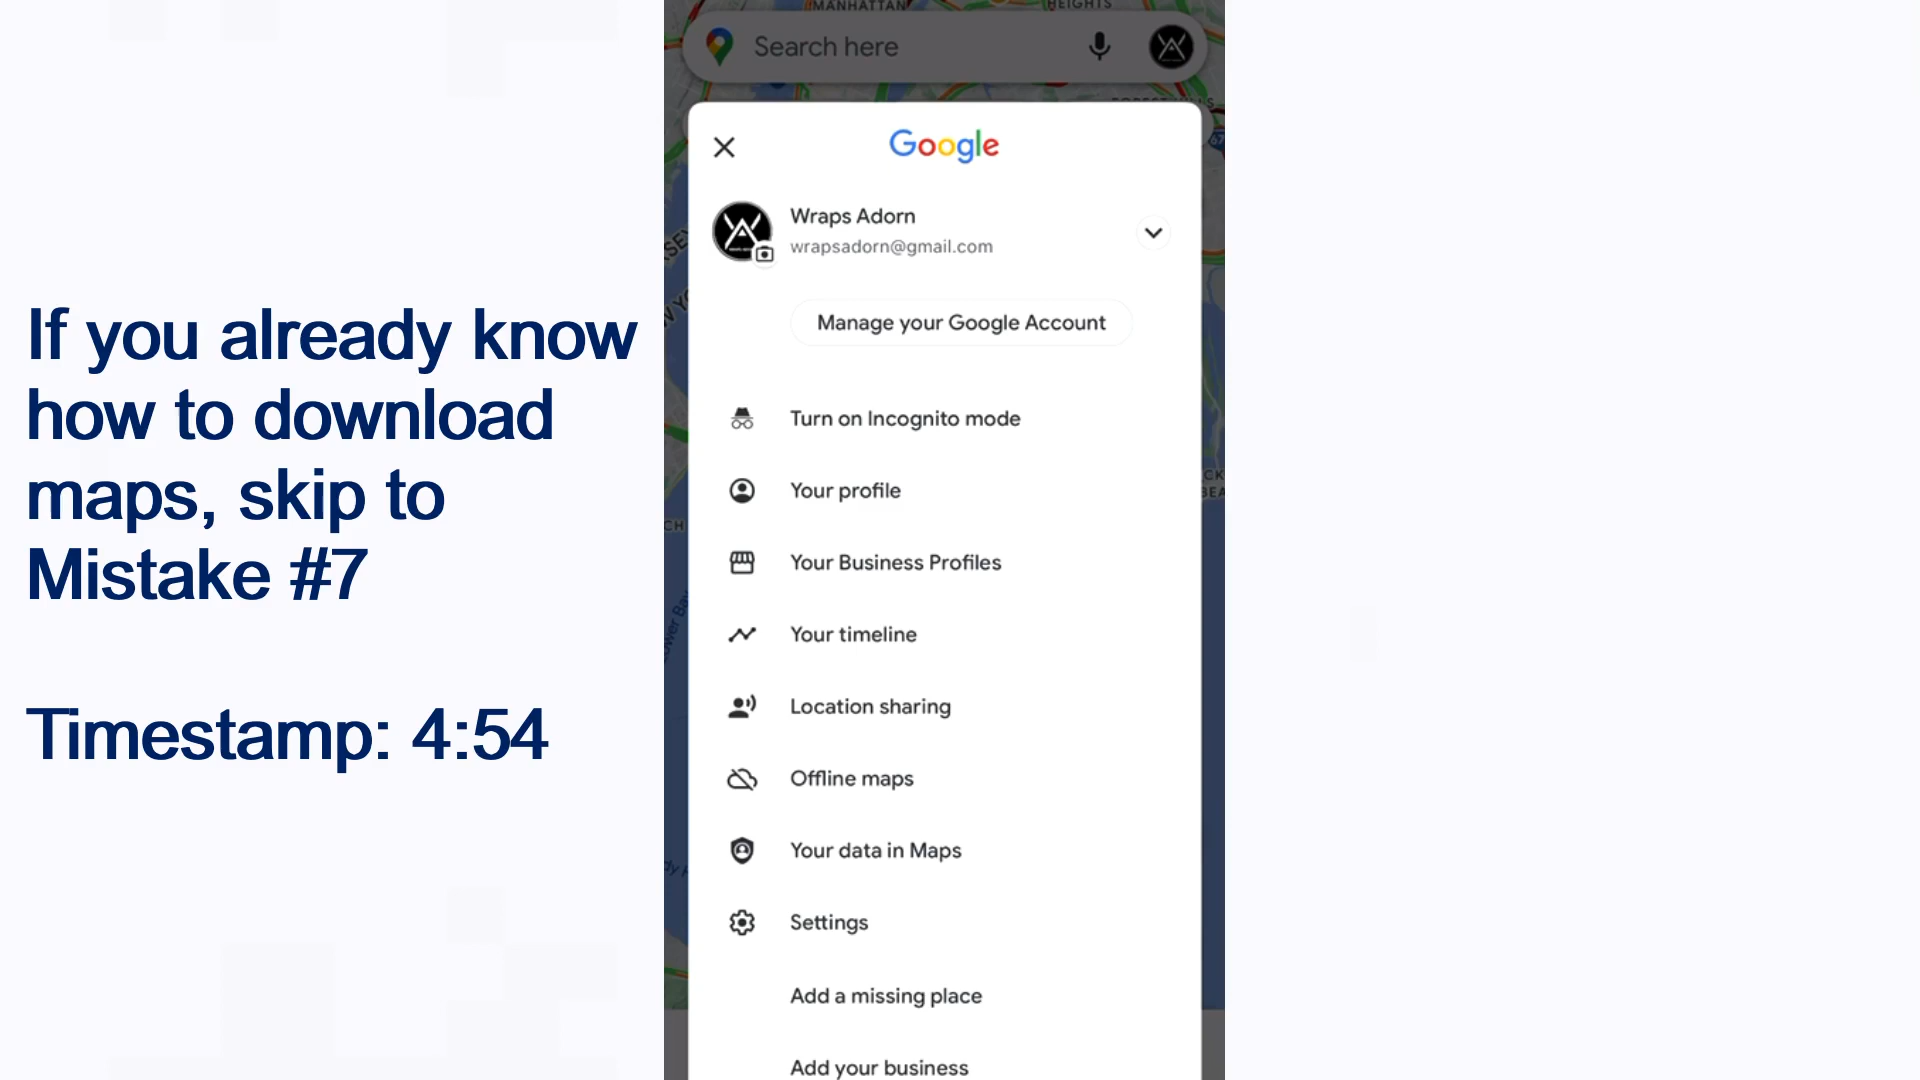 If you already know
how to download
maps, skip to
Mistake #7
Timestamp: 4:54
MANHATTAN
HEIGHTS
Search here
Google
Wraps Adorn
wrapsadorn@gmail.com
Manage your Google Account
Turn on Incognito mode
Your profile
Your Business Profiles
Your timeline
Location sharing
Offline maps
Your data in Maps
Settings
Add a missing place
Add your business